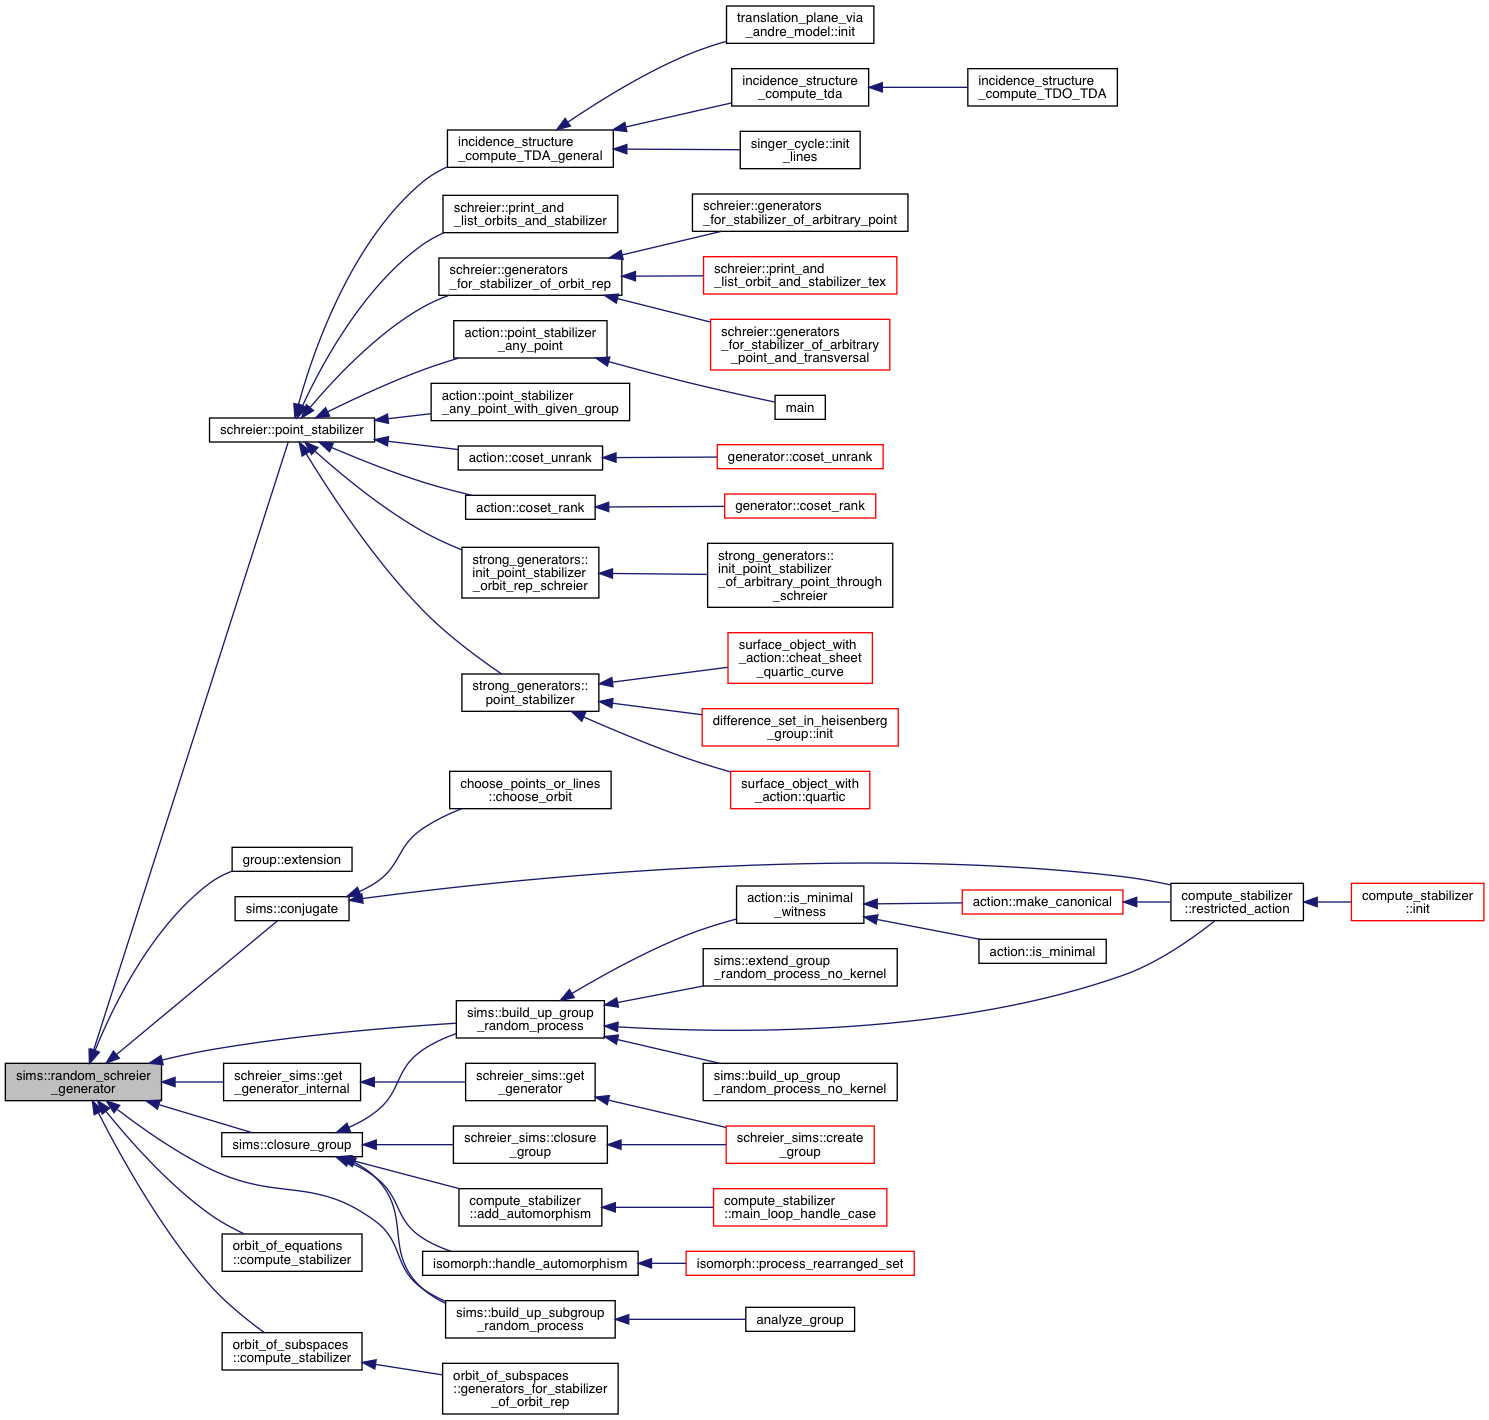 translation_plane_via
_andre_model::init
incidence_structure
_compute_tda
incidence_structure
_compute_TDO_TDA
incidence_structure
_compute_TDA_general
singer_cycle::init
_lines
schreier::print_and
_list_orbits_and_stabilizer
schreier::generators
_for_stabilizer_of_arbitrary_point
schreier::generators
_for_stabilizer_of_orbit_rep
schreier::print_and
_list_orbit_and_stabilizer_tex
schreier::generators
_for_stabilizer_of_arbitrary
_point_and_transversal
action::point_stabilizer
_any_point
main
action::point_stabilizer
_any_point_with_given_group
schreier::point_stabilizer
action::coset_unrank
generator::coset_unrank
action::coset_rank
generator::coset_rank
strong_generators::
init_point_stabilizer
_orbit_rep_schreier
strong_generators::
init_point_stabilizer
_of_arbitrary_point_through
_schreier
surface_object_with
_action::cheat_sheet
_quartic_curve
strong_generators::
point_stabilizer
difference_set_in_heisenberg
_group::init
surface_object_with
_action::quartic
choose_points_or_lines
::choose_orbit
group::extension
sims::conjugate
action::is_minimal
_witness
action::make_canonical
compute_stabilizer
::restricted_action
compute_stabilizer
::init
action::is_minimal
sims::extend_group
_random_process_no_kernel
sims::build_up_group
_random_process
sims::random_schreier
_generator
schreier_sims::get
_generator_internal
schreier_sims::get
_generator
sims::build_up_group
_random_process_no_kernel
sims::closure_group
schreier_sims::closure
_group
schreier_sims::create
_group
compute_stabilizer
::add_automorphism
compute_stabilizer
::main_loop_handle_case
orbit_of_equations
::compute_stabilizer
isomorph::handle_automorphism
isomorph::process_rearranged_set
sims::build_up_subgroup
_random_process
analyze_group
orbit_of_subspaces
::compute_stabilizer
orbit_of_subspaces
::generators_for_stabilizer
_of_orbit_rep